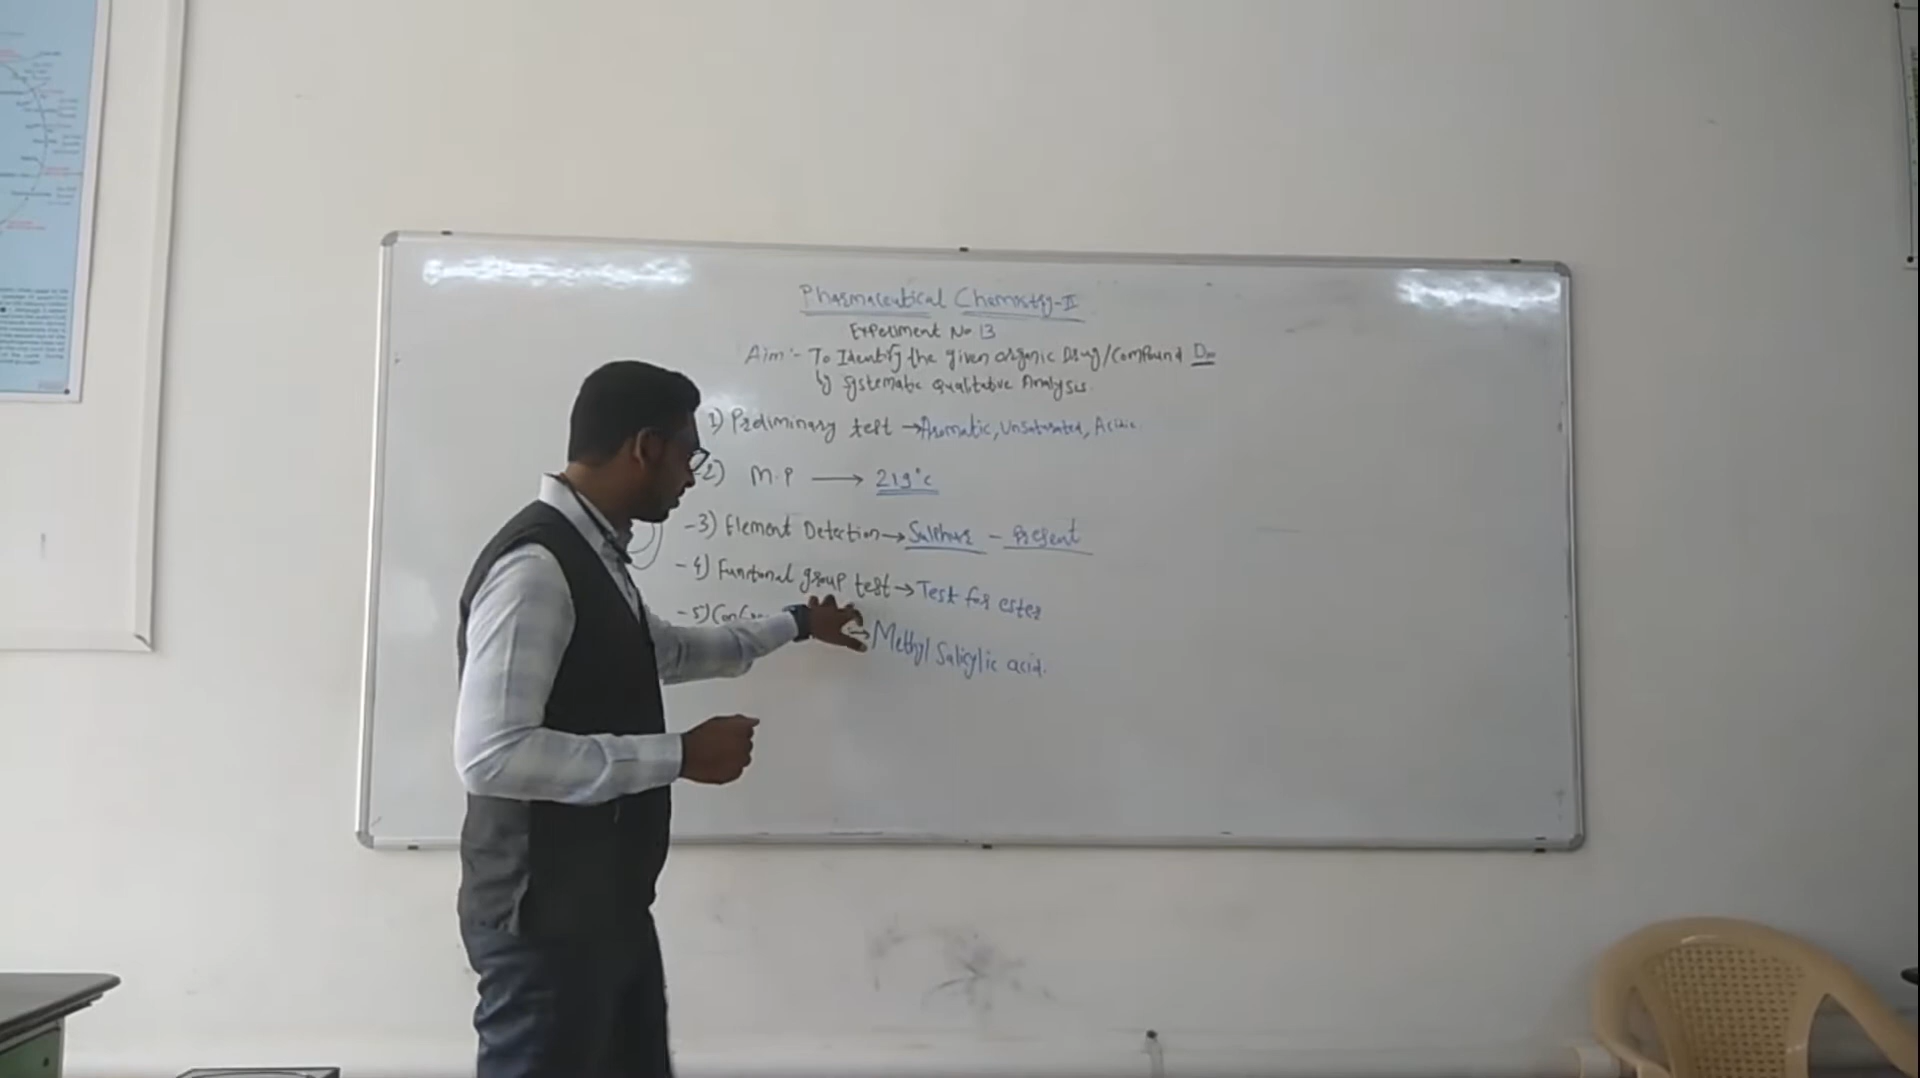 Pharmaceutical Chemistry-II
Experiment No 13
Aim:- To Identify the given organic Drug/Compound
by systematic qualitative Analysis.
1) Preliminary test → Aromatic, Unsaturated, Acidic.
2) M.P → 219°c
-3) Element Detection → Sulphur - Present
-4) Functional group test → Test for ester
-5)
→ Methyl Salicylic acid.